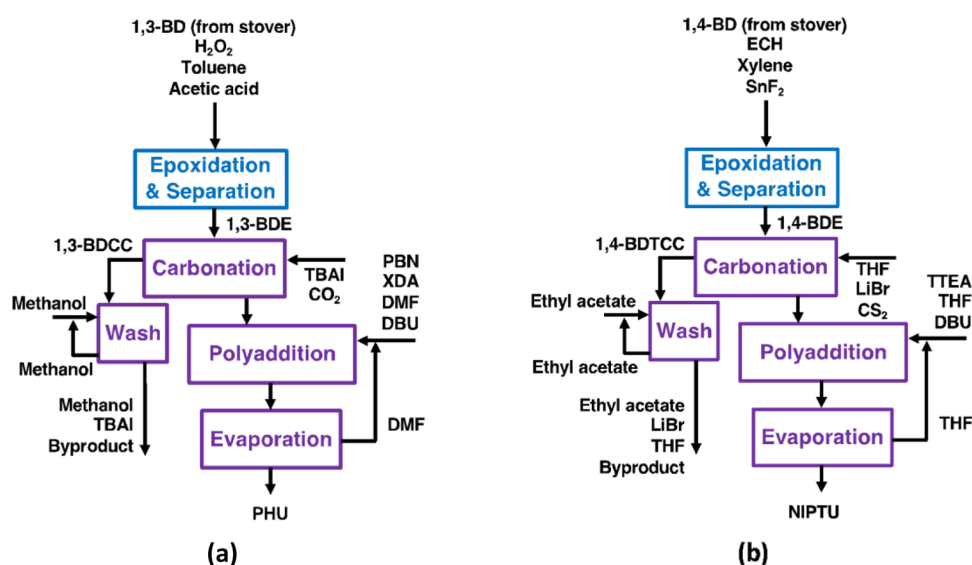 1,3-BD (from stover)
H₂O₂
Toluene
Acetic acid
Epoxidation
& Separation
1,3-BDE
1,3-BDCC
Carbonation
TBAI
CO₂
PBN
XDA
DMF
DBU
Methanol
Wash
Methanol
Polyaddition
Methanol
TBAI
Byproduct
Evaporation
DMF
PHU
(a)
1,4-BD (from stover)
ECH
Xylene
SnF₂
Epoxidation
& Separation
1,4-BDE
1,4-BDTCC
Carbonation
THF
LiBr
CS₂
TTEA
THF
DBU
Ethyl acetate
Wash
Ethyl acetate
Polyaddition
Ethyl acetate
LiBr
THF
Byproduct
Evaporation
THF
NIPTU
(b)